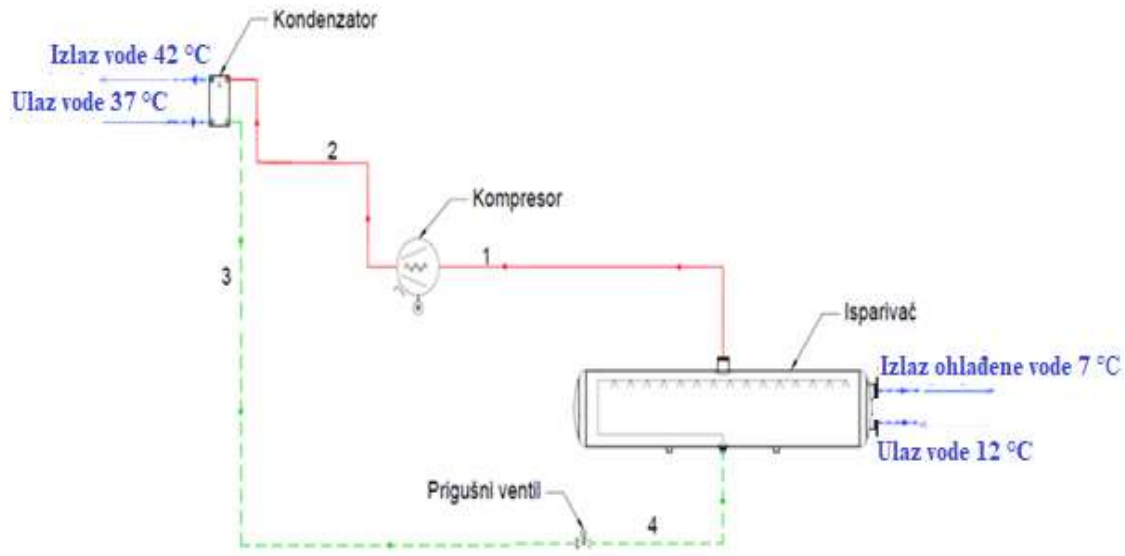 Kondenzator
Izlaz vode 42 °C
Ulaz vode 37 °C
2
Kompresor
1
3
Isparivač
Izlaz ohlađene vode 7 °C
Ulaz vode 12 °C
Prigušni ventil
4